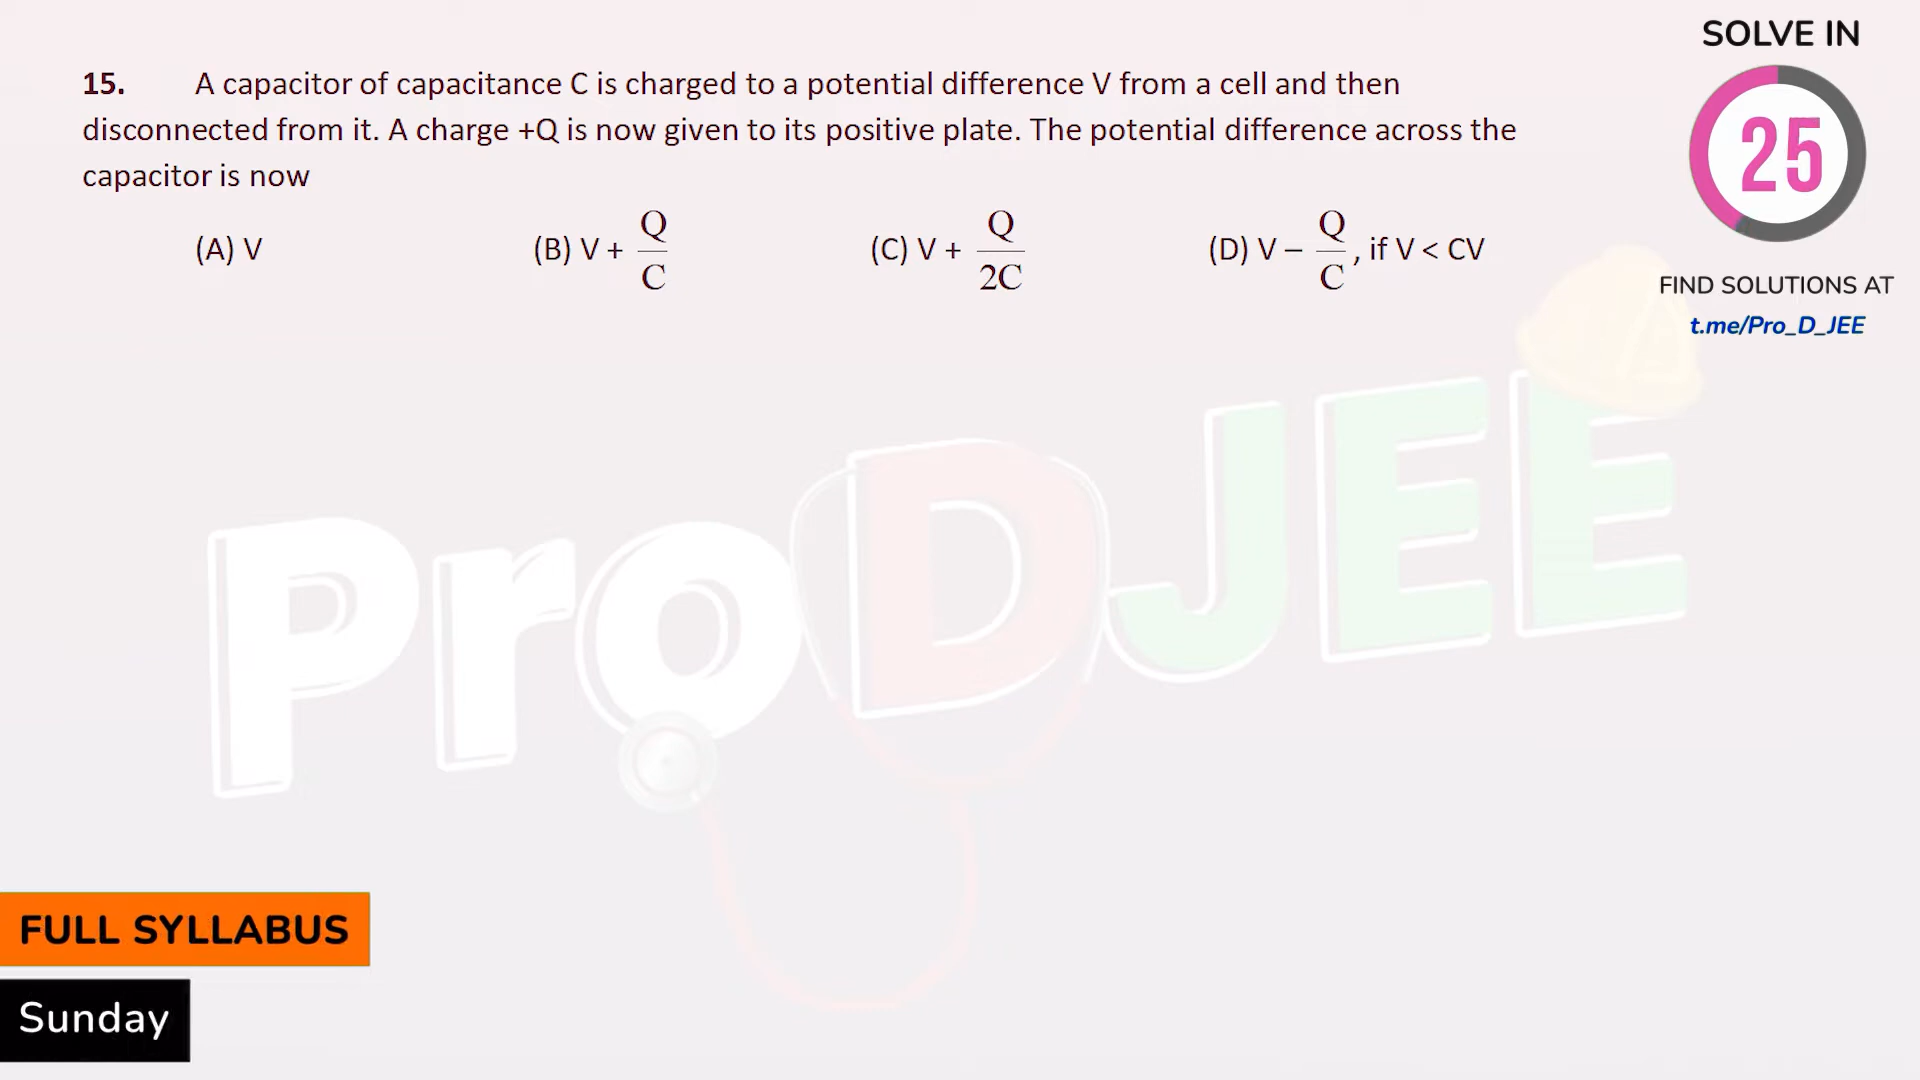 SOLVE IN
25
FIND SOLUTIONS AT
t.me/Pro_D_JEE
15. A capacitor of capacitance C is charged to a potential difference V from a cell and then
disconnected from it. A charge +Q is now given to its positive plate. The potential difference across the
capacitor is now
(A) V (B) V + Q/C (C) V + Q/2C (D) V – Q/C, if V < CV
Pro D JEE
FULL SYLLABUS
Sunday